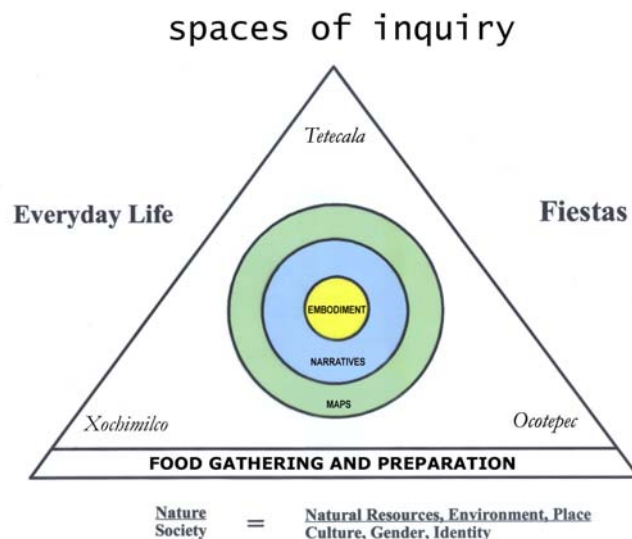 spaces of inquiry
Tetecala
Everyday Life
Fiestas
EMBODIMENT
NARRATIVES
MAPS
Xochimilco
Ocotepec
FOOD GATHERING AND PREPARATION
Nature
Society
=
Natural Resources, Environment, Place
Culture, Gender, Identity